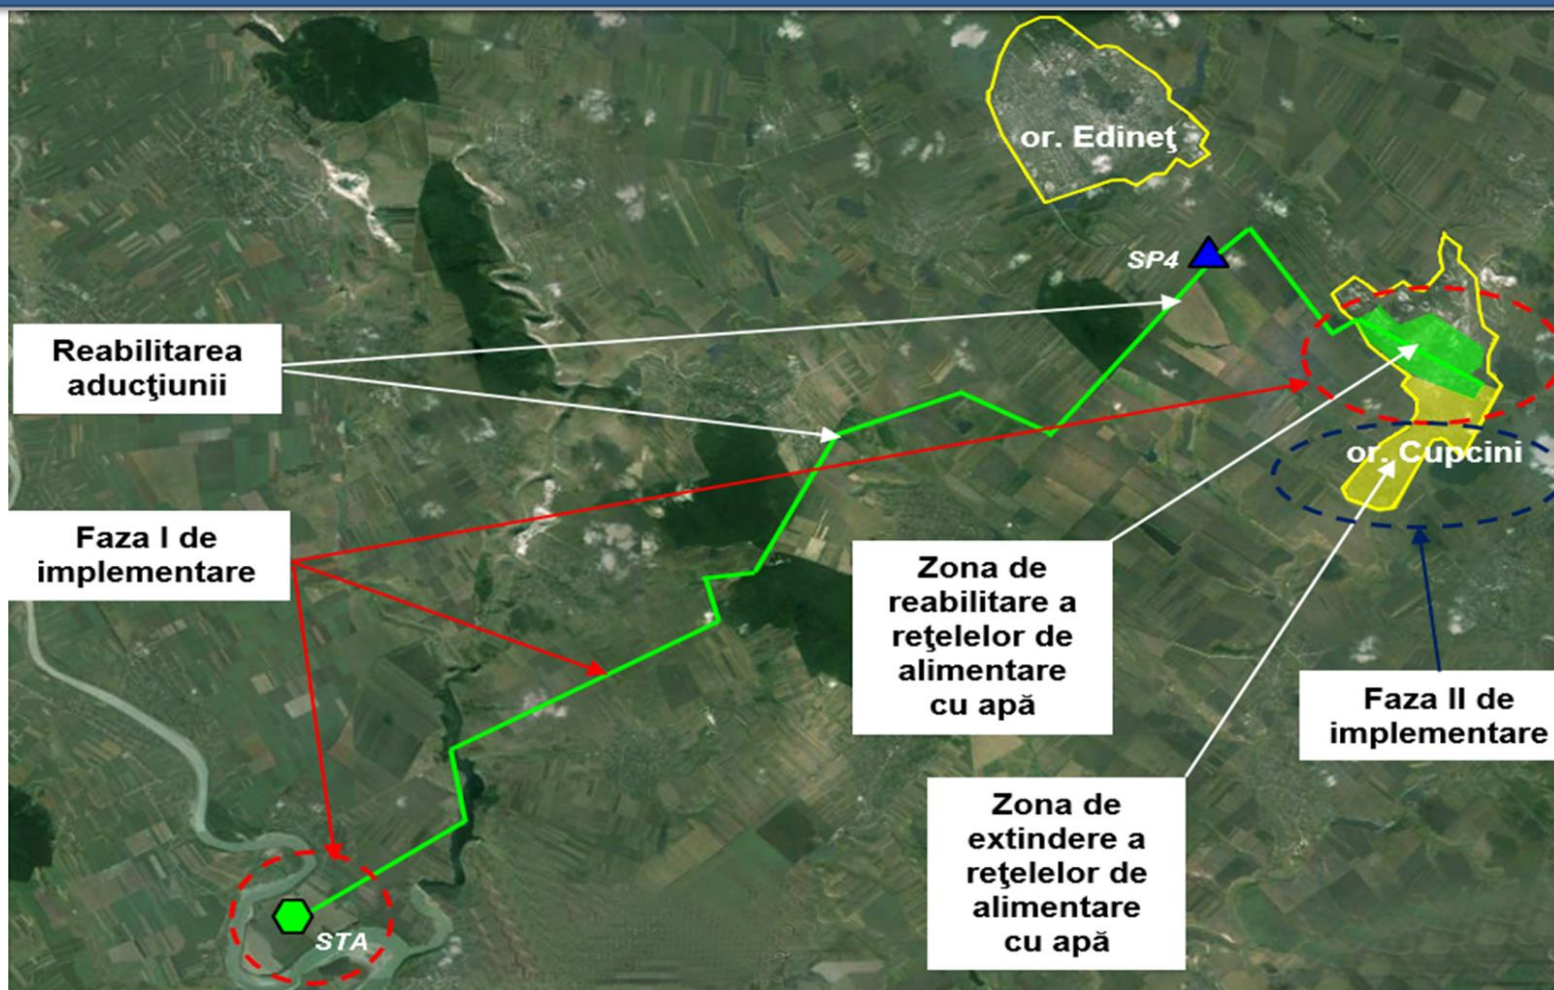 or. Edineţ
SP4
Reabilitarea
aducţiunii
or. Cupcini
Faza I de
implementare
Zona de
reabilitare a
reţelelor de
alimentare
cu apă
Faza II de
implementare
Zona de
extindere a
reţelelor de
alimentare
cu apă
STA